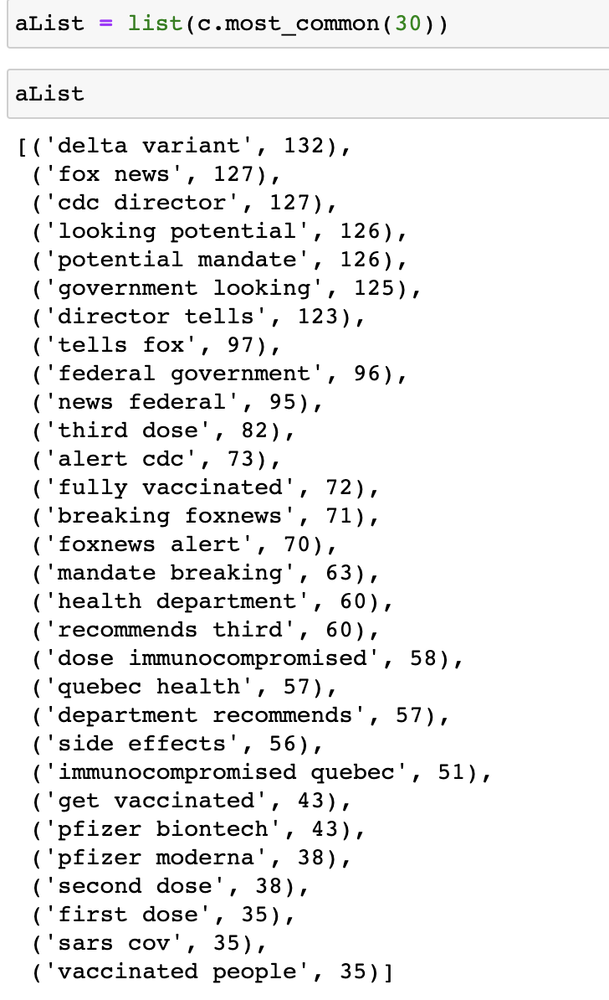 aList = list(c.most_common(30))
aList
[('delta variant', 132),
('fox news', 127),
('cdc director', 127),
('looking potential', 126),
('potential mandate', 126),
('government looking', 125),
('director tells', 123),
('tells fox', 97),
('federal government', 96),
('news federal', 95),
('third dose', 82),
('alert cdc', 73),
('fully vaccinated', 72),
('breaking foxnews', 71),
('foxnews alert', 70),
('mandate breaking', 63),
('health department', 60),
('recommends third', 60),
('dose immunocompromised', 58),
('quebec health', 57),
('department recommends', 57),
('side effects', 56),
('immunocompromised quebec', 51),
('get vaccinated', 43),
('pfizer biontech', 43),
('pfizer moderna', 38),
('second dose', 38),
('first dose', 35),
('sars cov', 35),
('vaccinated people', 35)]